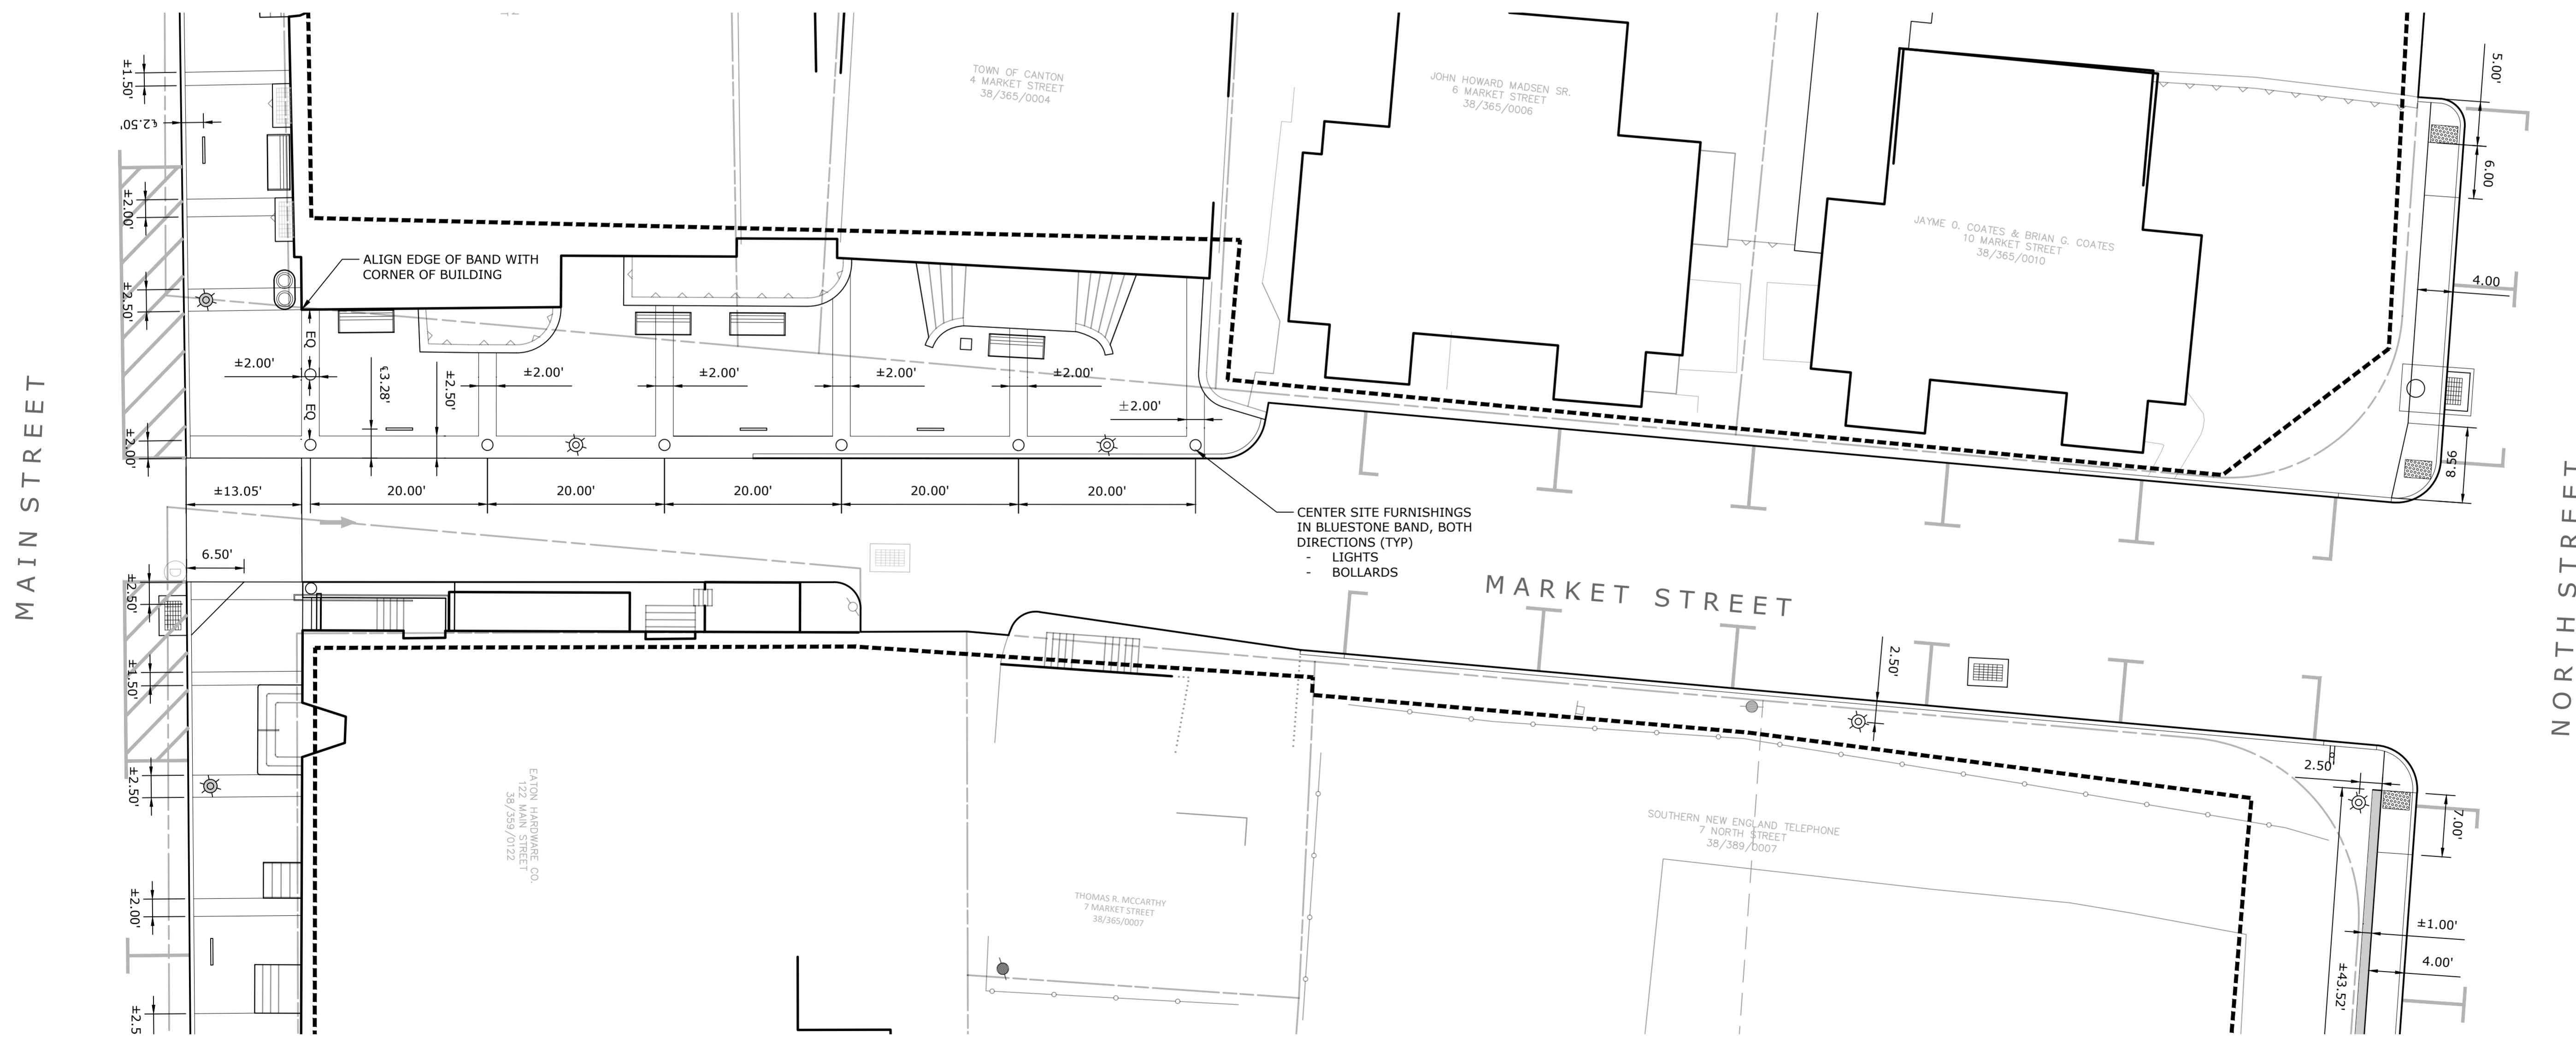 ±1.50'
¢2.50'
±2.00'
±2.50'
±2.00'
TOWN OF CANTON
4 MARKET STREET
38/365/0004
JOHN HOWARD MADSEN SR.
6 MARKET STREET
38/365/0006
JAYME O. COATES & BRIAN G. COATES
10 MARKET STREET
38/365/0010
5.00'
6.00
4.00
8.56
ALIGN EDGE OF BAND WITH
CORNER OF BUILDING
EQ
EQ
±2.00'
¢3.28'
±2.50'
±2.00'
±2.00'
±2.00'
±2.00'
±2.00'
±13.05'
20.00'
20.00'
20.00'
20.00'
20.00'
CENTER SITE FURNISHINGS
IN BLUESTONE BAND, BOTH
DIRECTIONS (TYP)
- LIGHTS
- BOLLARDS
MAIN STREET
MARKET STREET
NORTH STREET
6.50'
D
±2.50'
±1.50'
±2.50'
±2.00'
±2.5
EATON HARDWARE CO.
122 MAIN STREET
38/359/0122
THOMAS R. MCCARTHY
7 MARKET STREET
38/365/0007
SOUTHERN NEW ENGLAND TELEPHONE
7 NORTH STREET
38/389/0007
2.50'
2.50'
7.00'
±1.00'
4.00'
±43.52'